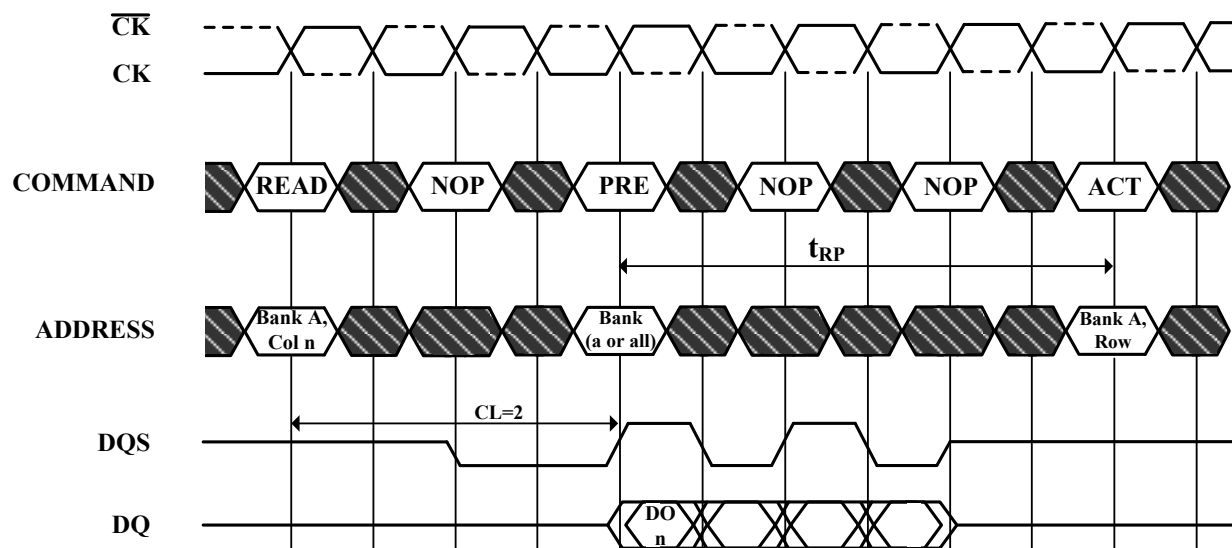 CK
CK
COMMAND
READ
NOP
PRE
NOP
NOP
ACT
tRP
ADDRESS
Bank A,
Col n
Bank
(a or all)
Bank A,
Row
CL=2
DQS
DQ
DO
n